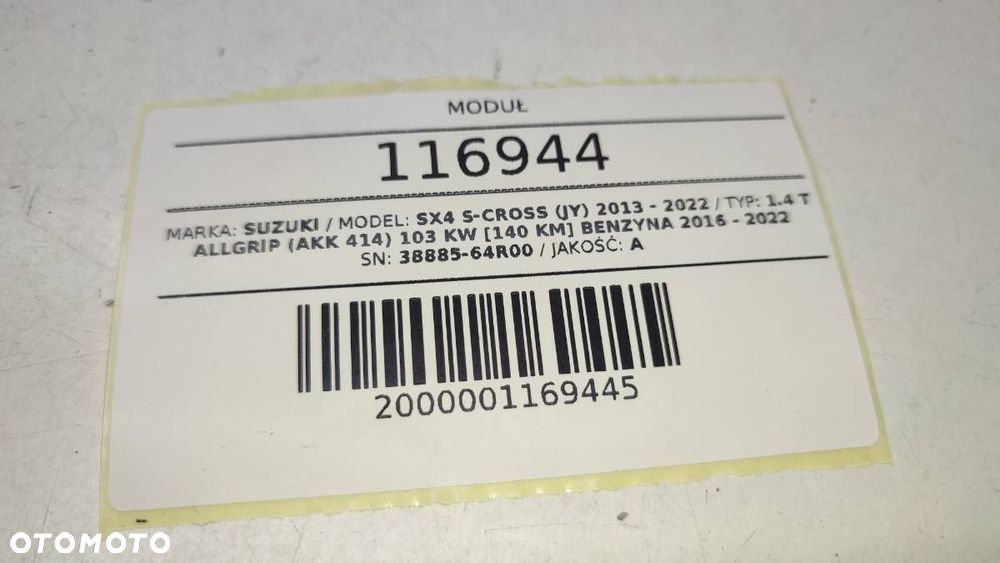 MODUŁ
116944
MARKA: SUZUKI / MODEL: SX4 S-CROSS (JY) 2013 - 2022 / TYP: 1.4 T
ALLGRIP (AKK 414) 103 KW [140 KM] BENZYNA 2016 - 2022
SN: 38885-64R00 / JAKOŚĆ: A
2000001169445
OTOMOTO